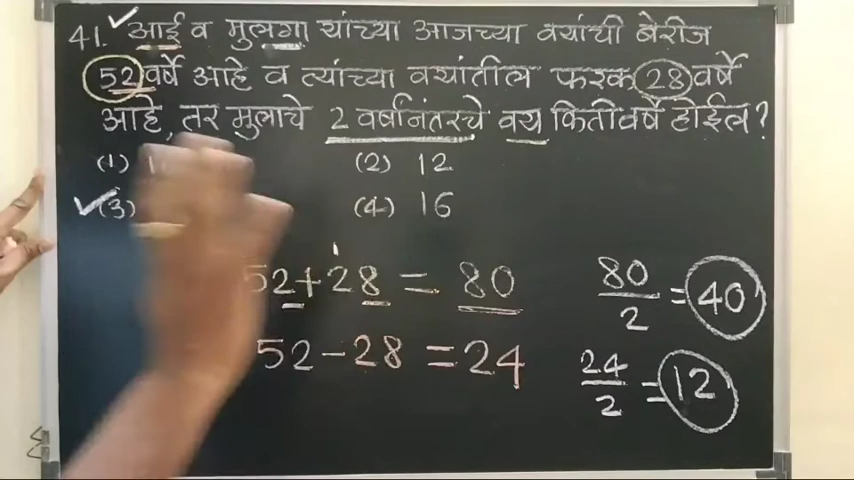 41. आई व मुलगा यांच्या आजच्या वयांची बेरीज
52 वर्षे आहे व त्यांच्या वयांतील फरक 28 वर्षे
आहे, तर मुलाचे 2 वर्षानंतरचे वय किती वर्षे होईल?
(1) (2) 12
(3) (4) 16
52 + 28 = 80
80/2 = 40
52 - 28 = 24
24/2 = 12